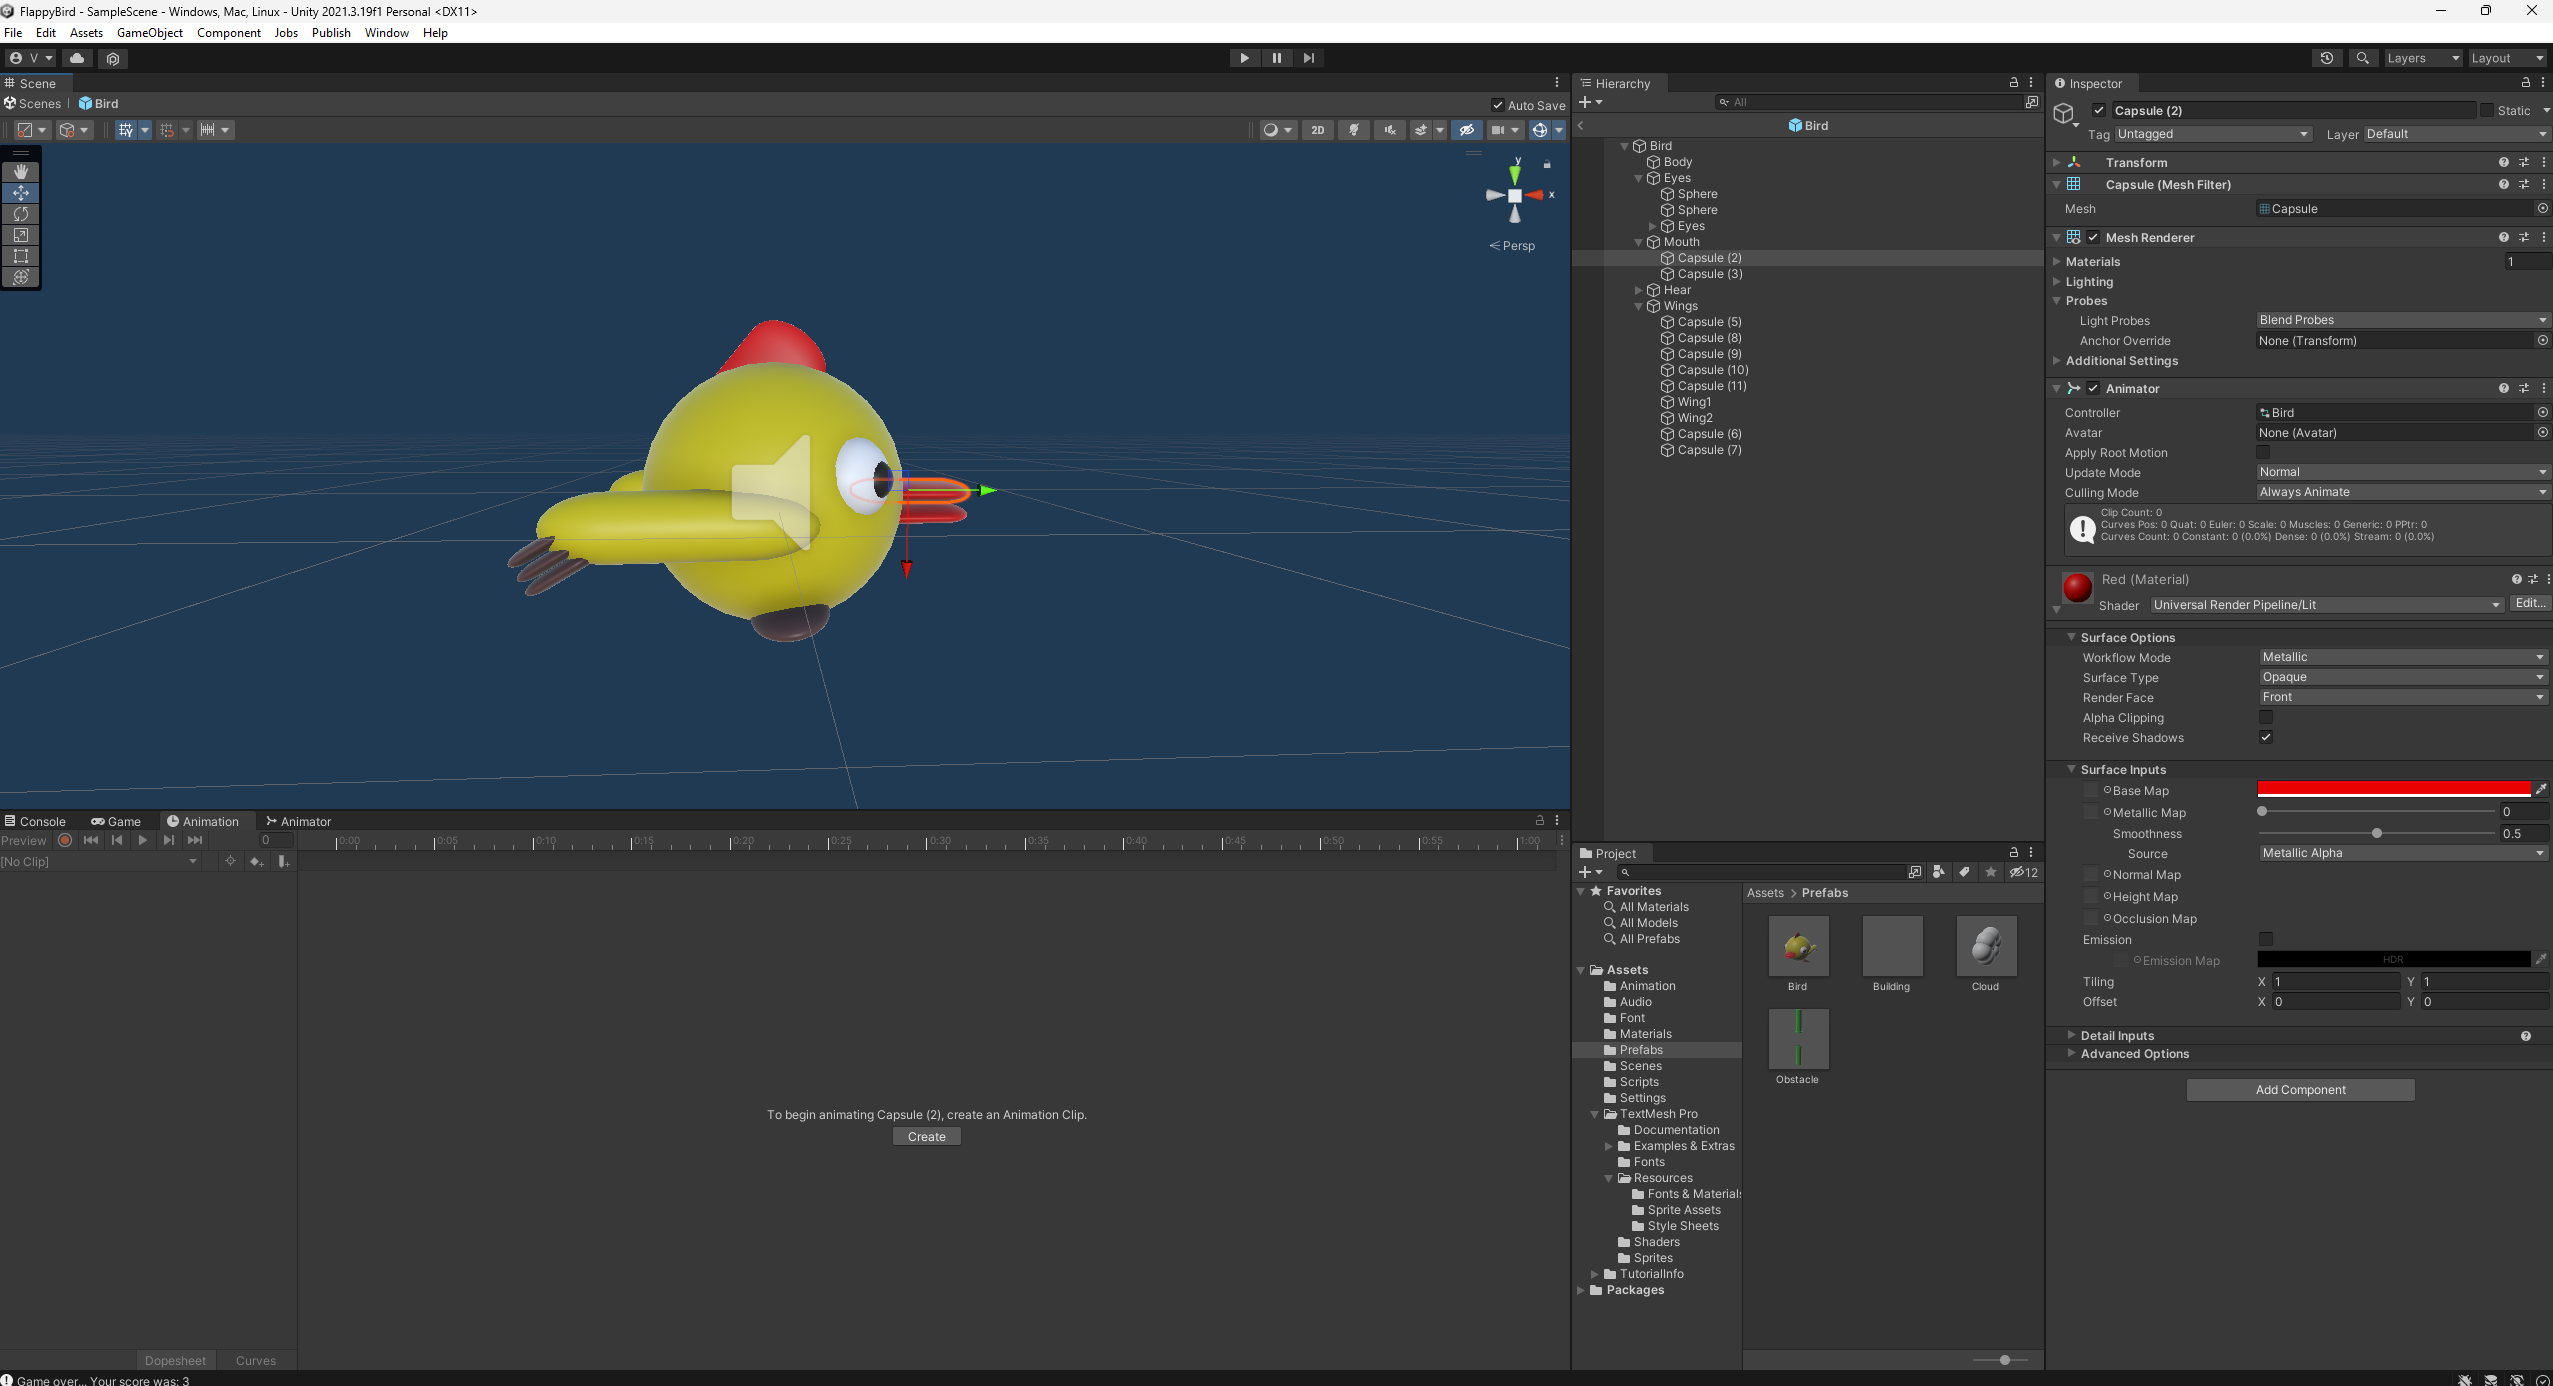 FlappyBird - SampleScene - Windows, Mac, Linux - Unity 2021.3.19f1 Personal <DX11>
File Edit Assets GameObject Component Jobs Publish Window Help
V
Layers
Layout
Scene
Scenes
Bird
Auto Save
2D
y
x
Persp
Hierarchy
All
Bird
Bird
Body
Eyes
Sphere
Sphere
Eyes
Mouth
Capsule (2)
Capsule (3)
Hear
Wings
Capsule (5)
Capsule (8)
Capsule (9)
Capsule (10)
Capsule (11)
Wing1
Wing2
Capsule (6)
Capsule (7)
Inspector
Capsule (2)
Static
Tag Untagged
Layer Default
Transform
Capsule (Mesh Filter)
Mesh Capsule
Mesh Renderer
Materials 1
Lighting
Probes
Light Probes Blend Probes
Anchor Override None (Transform)
Additional Settings
Animator
Controller Bird
Avatar None (Avatar)
Apply Root Motion
Update Mode Normal
Culling Mode Always Animate
Clip Count: 0
Curves Pos: 0 Quat: 0 Euler: 0 Scale: 0 Muscles: 0 Generic: 0 PPtr: 0
Curves Count: 0 Constant: 0 (0.0%) Dense: 0 (0.0%) Stream: 0 (0.0%)
Red (Material)
Shader Universal Render Pipeline/Lit Edit...
Surface Options
Workflow Mode Metallic
Surface Type Opaque
Render Face Front
Alpha Clipping
Receive Shadows
Surface Inputs
Base Map
Metallic Map 0
Smoothness 0.5
Source Metallic Alpha
Normal Map
Height Map
Occlusion Map
Emission
Emission Map HDR
Tiling X 1 Y 1
Offset X 0 Y 0
Detail Inputs
Advanced Options
Add Component
Console Game Animation Animator
Preview 0
0:00 0:05 0:10 0:15 0:20 0:25 0:30 0:35 0:40 0:45 0:50 0:55 1:00
[No Clip]
To begin animating Capsule (2), create an Animation Clip.
Create
Dopesheet Curves
Project
12
Favorites
All Materials
All Models
All Prefabs
Assets
Animation
Audio
Font
Materials
Prefabs
Scenes
Scripts
Settings
TextMesh Pro
Documentation
Examples & Extras
Fonts
Resources
Fonts & Materials
Sprite Assets
Style Sheets
Shaders
Sprites
TutorialInfo
Packages
Assets > Prefabs
Bird Building Cloud
Obstacle
Game over... Your score was: 3